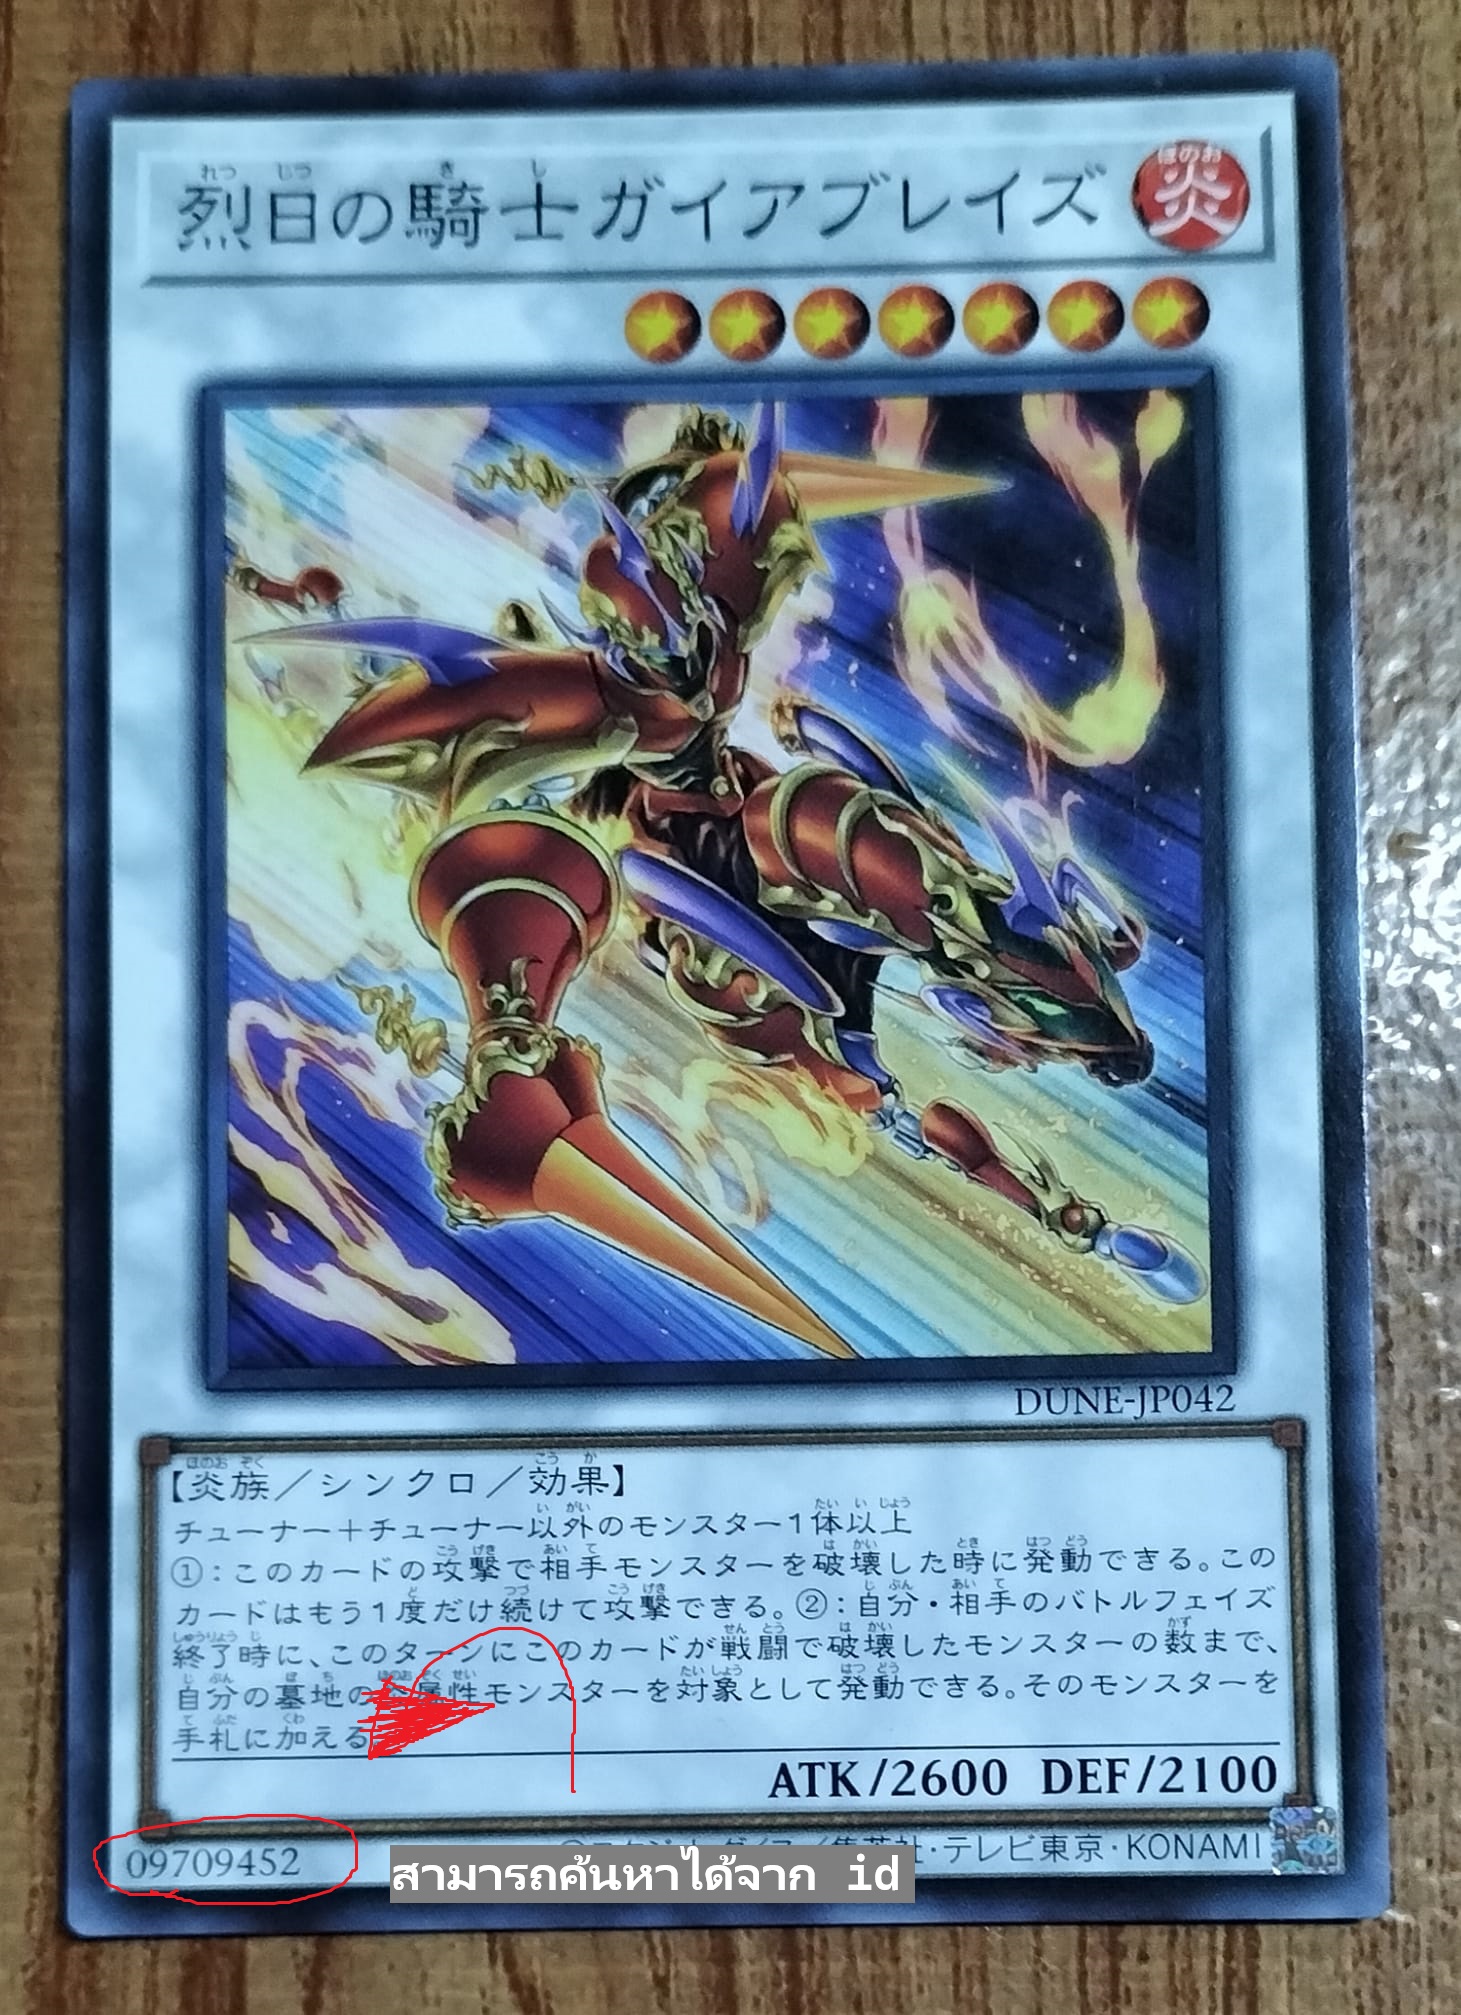 烈日の騎士ガイアブレイズ
炎
DUNE-JP042
【炎族/シンクロ/効果】
チューナー+チューナー以外のモンスター1体以上
①:このカードの攻撃で相手モンスターを破壊した時に発動できる。この
カードはもう1度だけ続けて攻撃できる。②:自分・相手のバトルフェイズ
終了時に、このターンにこのカードが戦闘で破壊したモンスターの数まで、
自分の墓地の 属性モンスターを対象として発動できる。そのモンスターを
手札に加える
ATK/2600 DEF/2100
09709452
สามารถค้นหาได้จาก id
社・テレビ東京・KONAMI